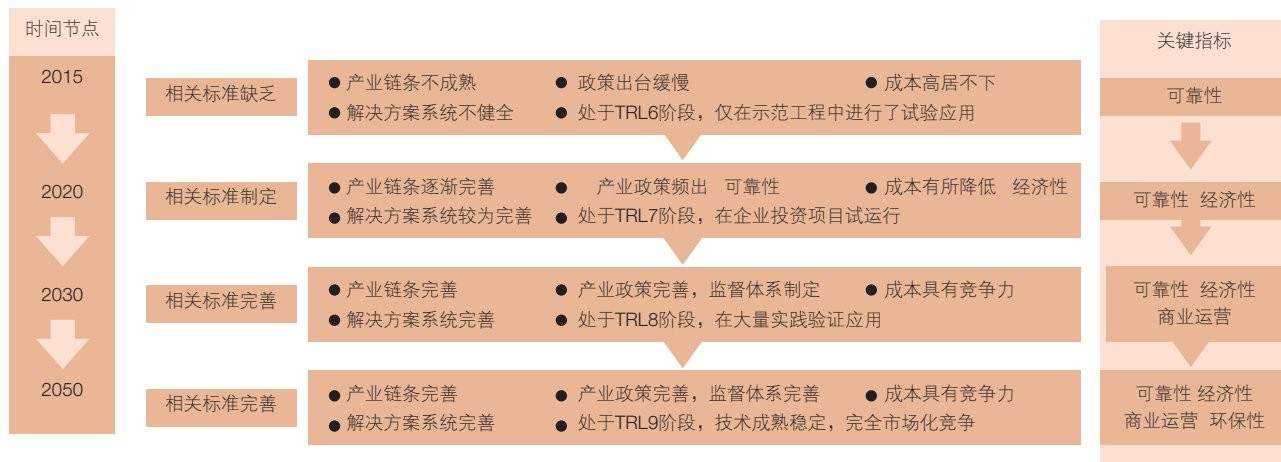 时间节点
关键指标
2015
相关标准缺乏
● 产业链条不成熟 ● 政策出台缓慢 ● 成本高居不下
● 解决方案系统不健全 ● 处于TRL6阶段，仅在示范工程中进行了试验应用
可靠性
2020
相关标准制定
● 产业链条逐渐完善 ● 产业政策频出 可靠性 ● 成本有所降低 经济性
● 解决方案系统较为完善 ● 处于TRL7阶段，在企业投资项目试运行
可靠性 经济性
2030
相关标准完善
● 产业链条完善 ● 产业政策完善，监督体系制定 ● 成本具有竞争力
● 解决方案系统完善 ● 处于TRL8阶段，在大量实践验证应用
可靠性 经济性
商业运营
2050
相关标准完善
● 产业链条完善 ● 产业政策完善，监督体系完善 ● 成本具有竞争力
● 解决方案系统完善 ● 处于TRL9阶段，技术成熟稳定，完全市场化竞争
可靠性 经济性
商业运营 环保性